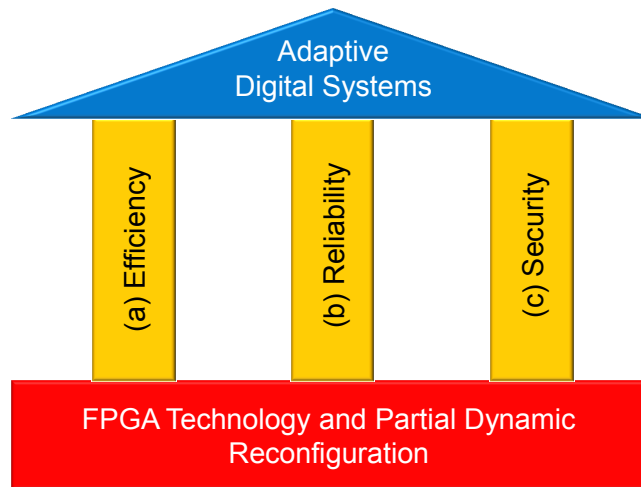 Adaptive
Digital Systems
(a) Efficiency
(b) Reliability
(c) Security
FPGA Technology and Partial Dynamic
Reconfiguration